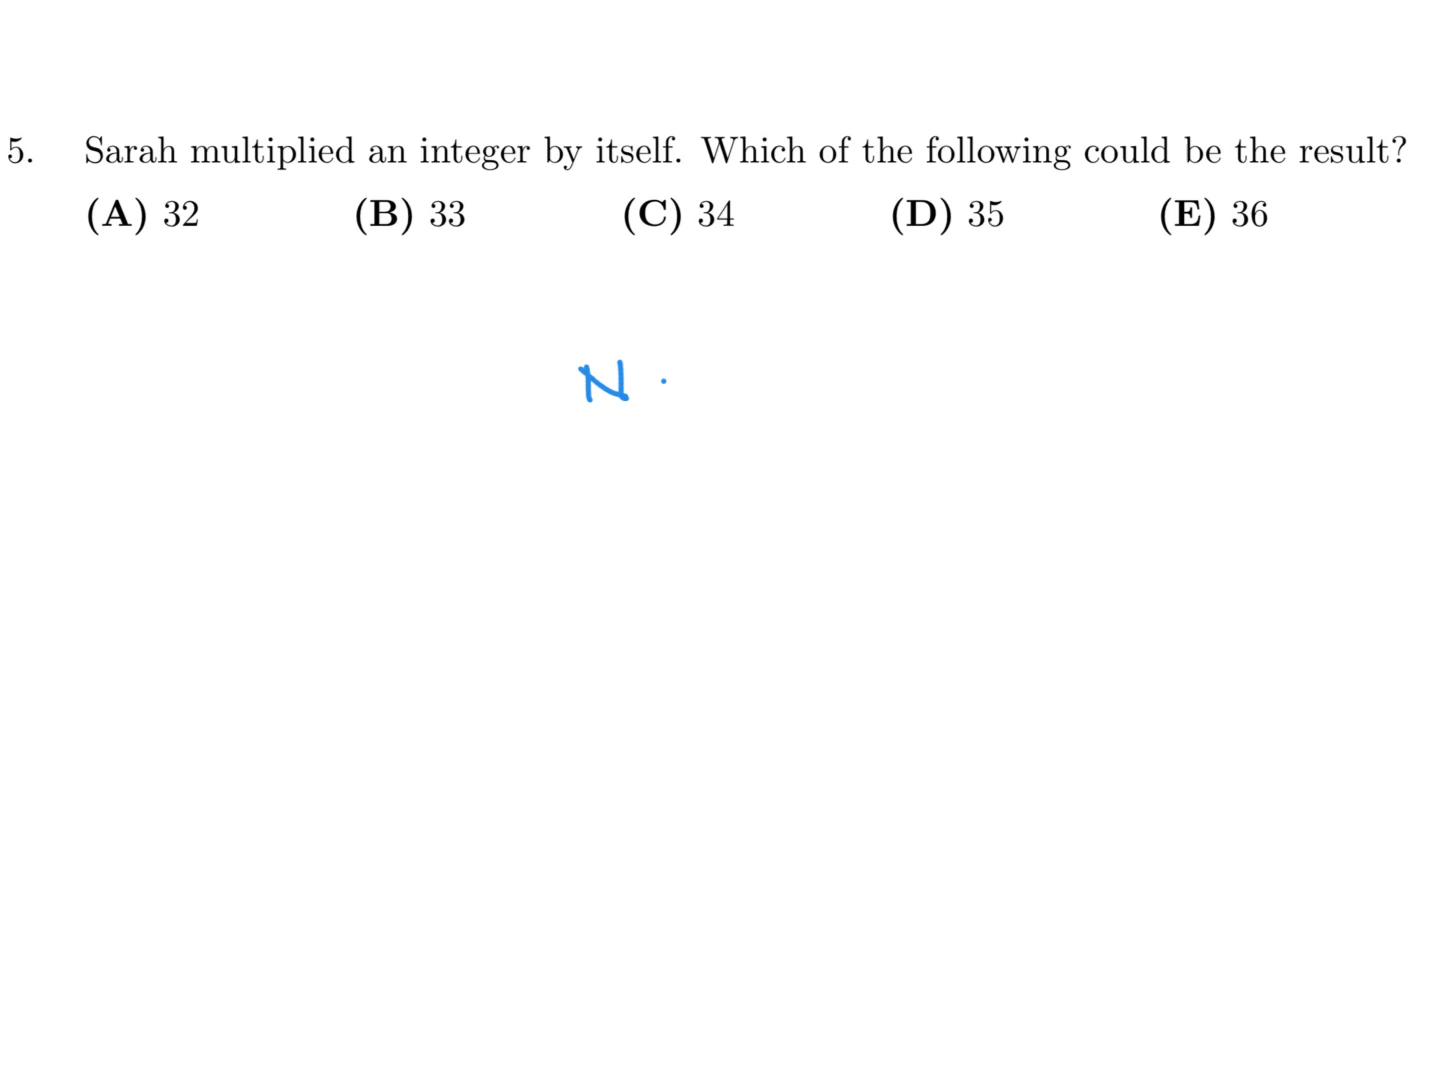 5. Sarah multiplied an integer by itself. Which of the following could be the result?
(A) 32 (B) 33 (C) 34 (D) 35 (E) 36
N ·